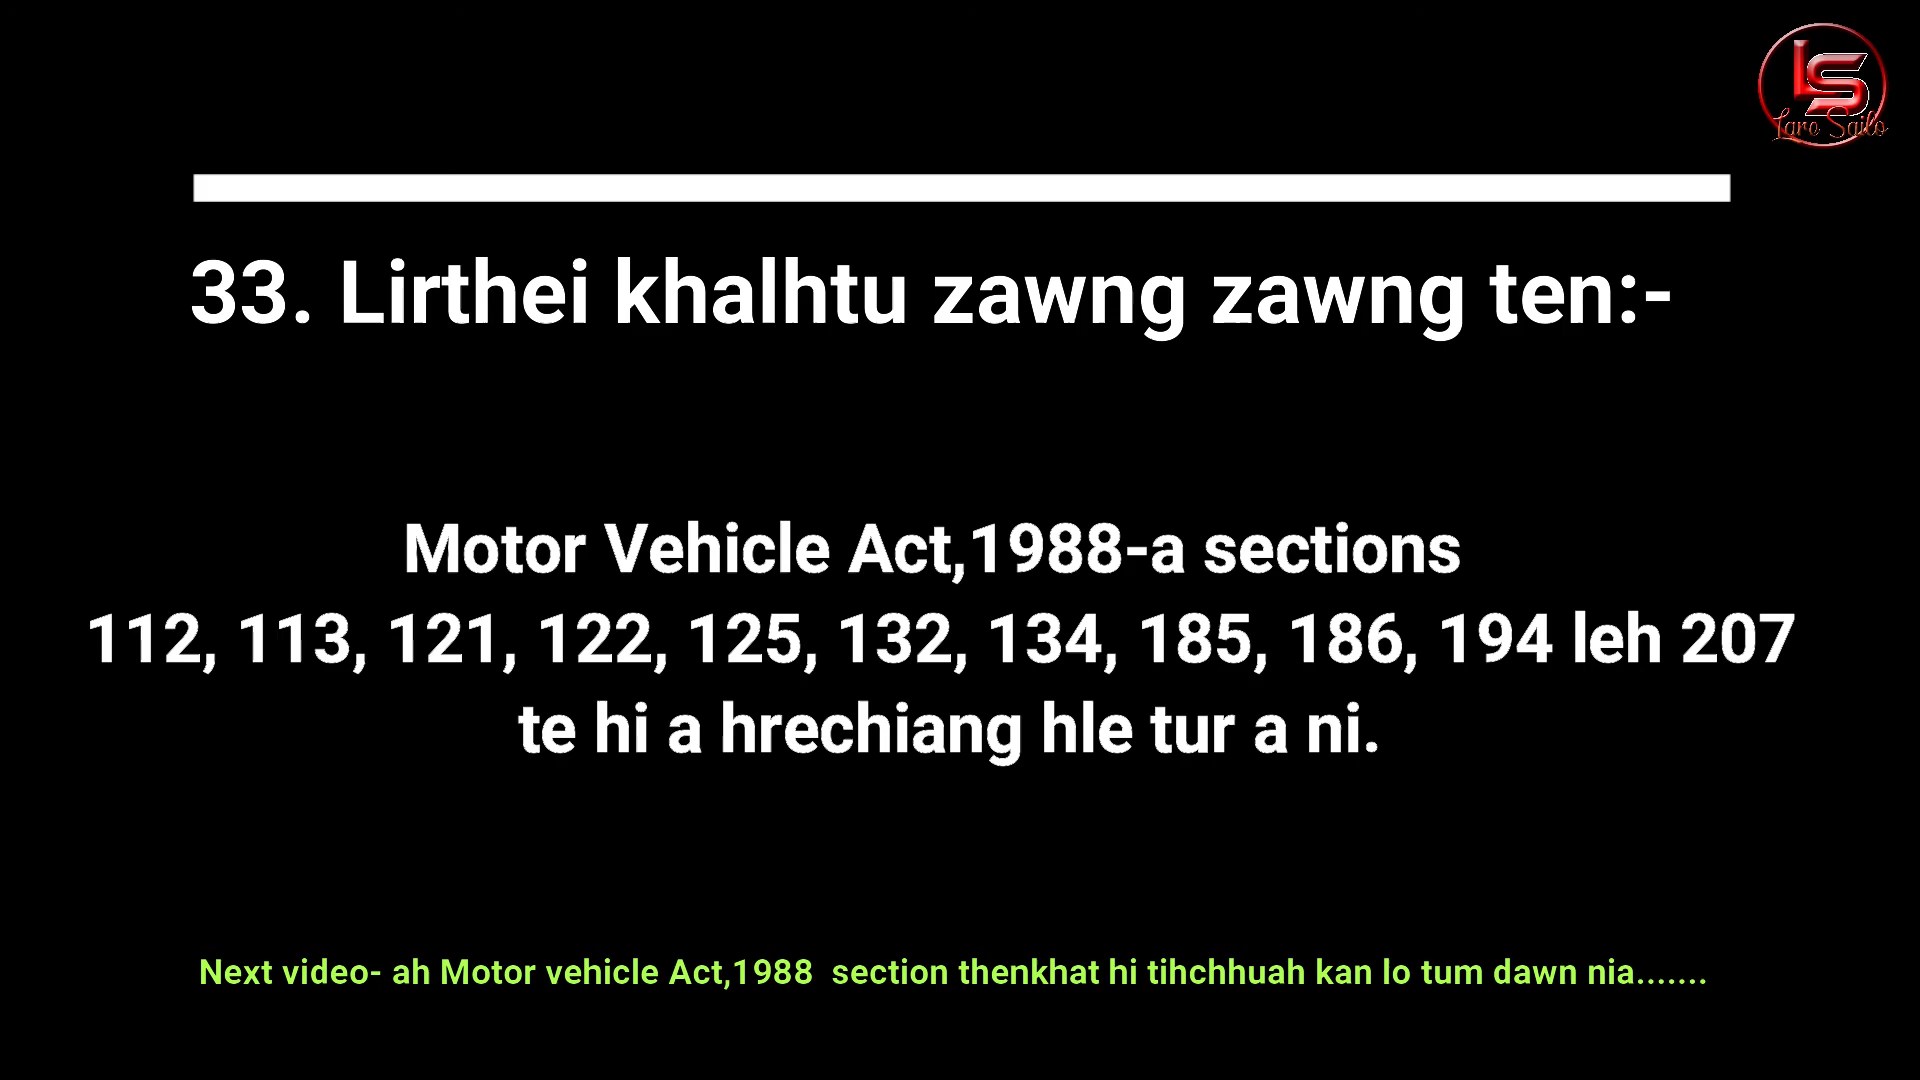 LS
Lare Sailo
33. Lirthei khalhtu zawng zawng ten:-
Motor Vehicle Act,1988-a sections
112, 113, 121, 122, 125, 132, 134, 185, 186, 194 leh 207
te hi a hrechiang hle tur a ni.
Next video- ah Motor vehicle Act,1988 section thenkhat hi tihchhuah kan lo tum dawn nia.......